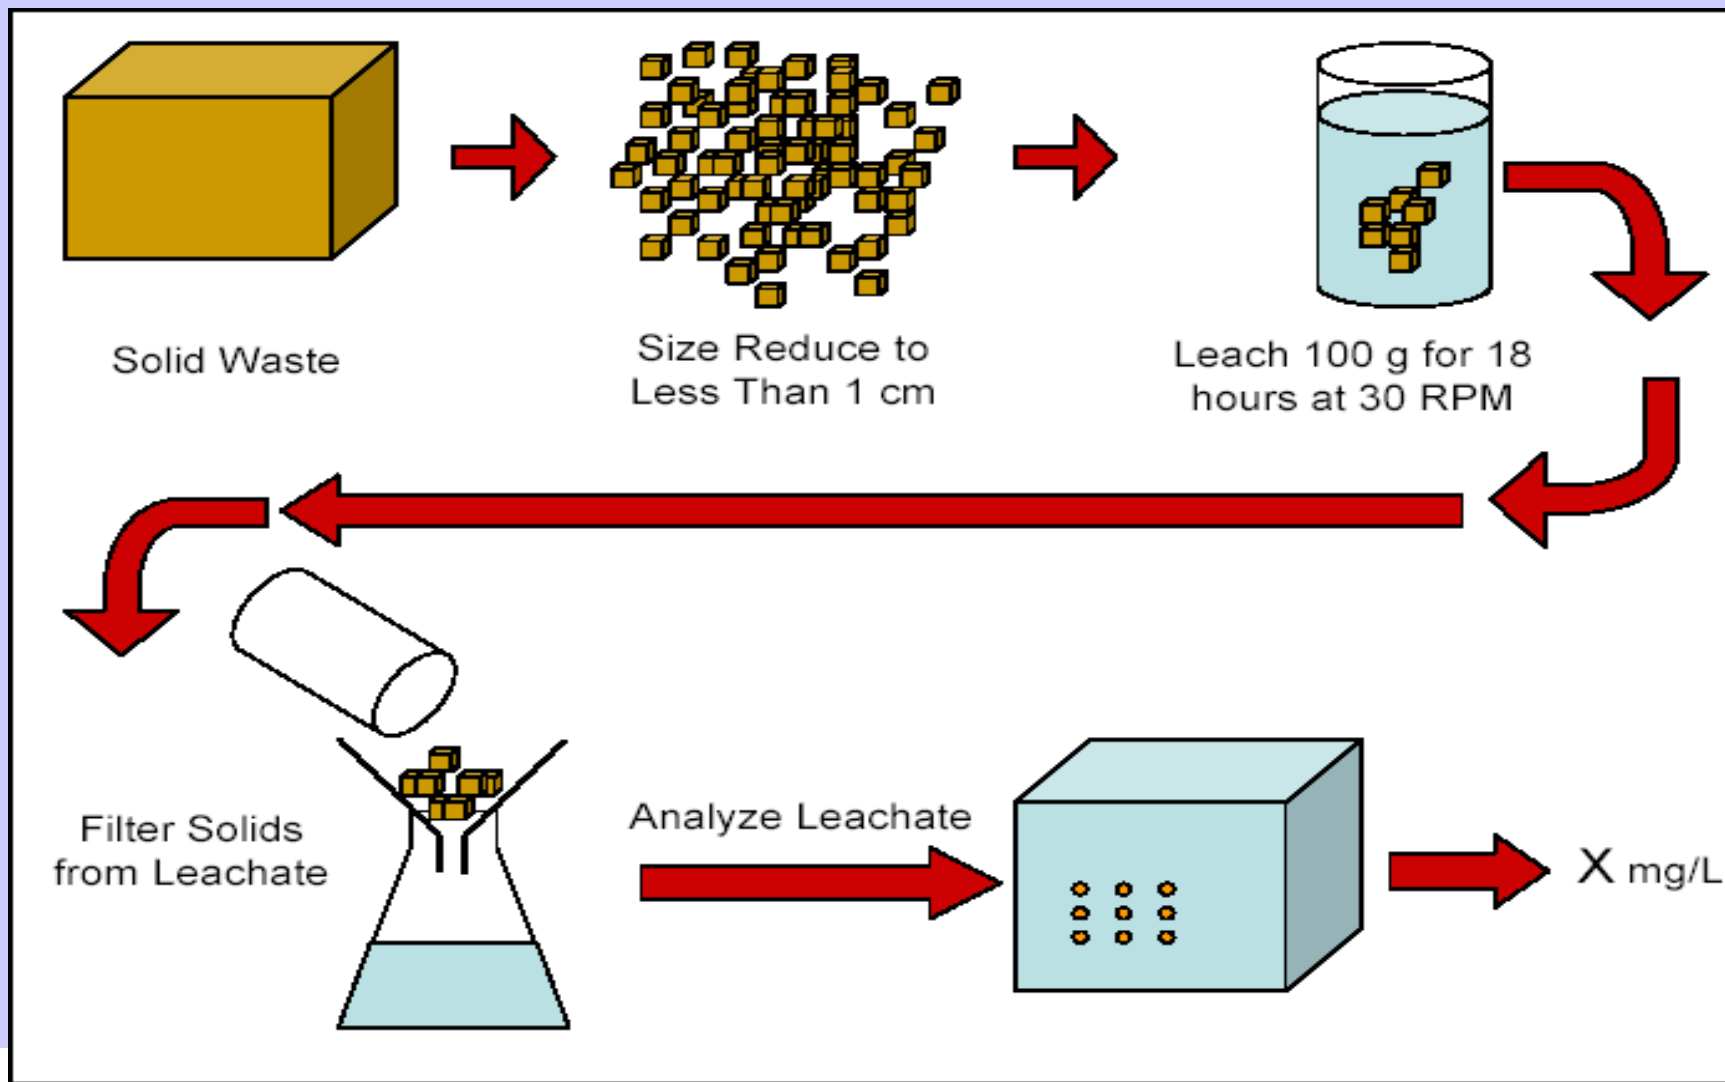 Solid Waste
Size Reduce to
Less Than 1 cm
Leach 100 g for 18
hours at 30 RPM
Filter Solids
from Leachate
Analyze Leachate
X mg/L